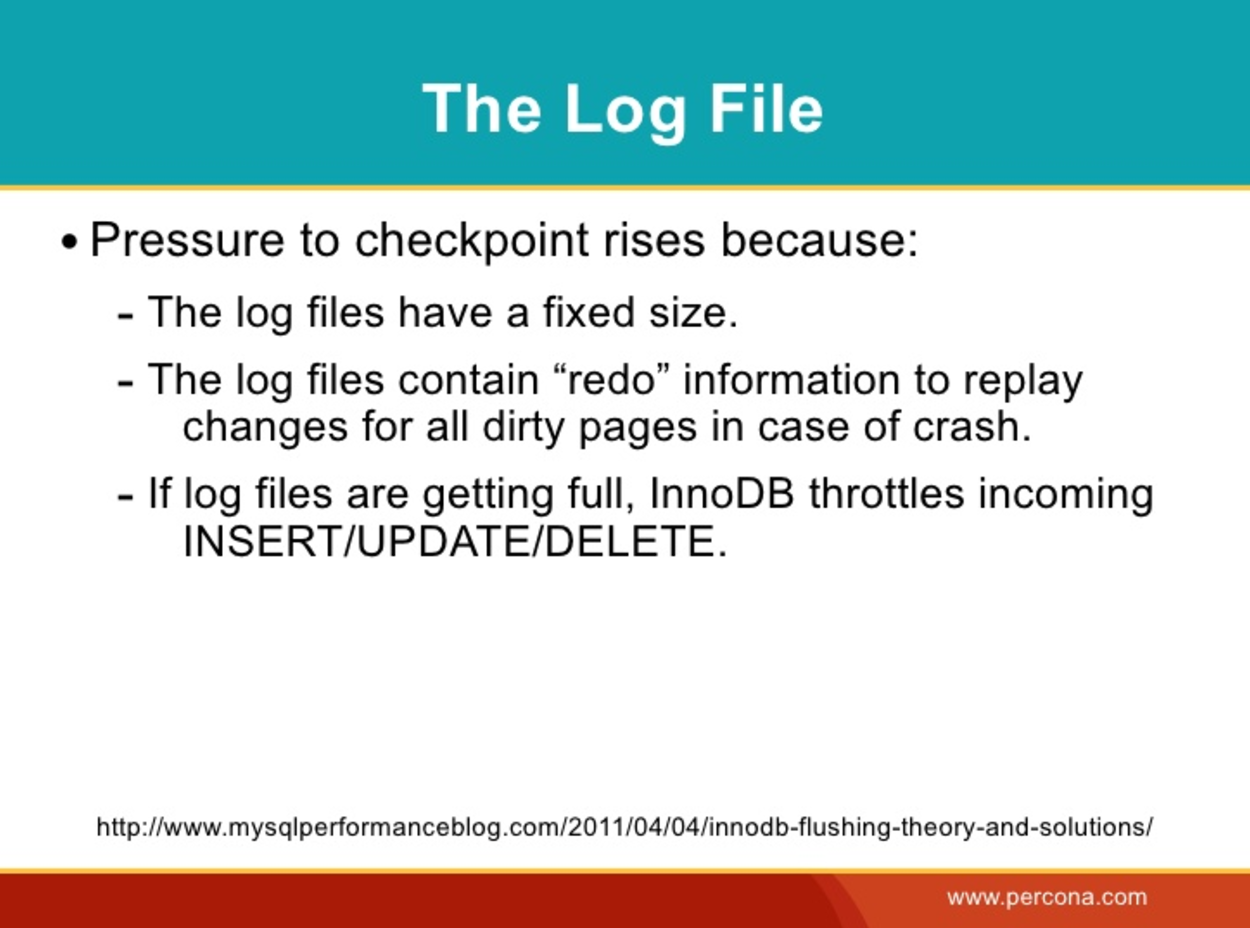 The Log File
• Pressure to checkpoint rises because:
- The log files have a fixed size.
- The log files contain “redo” information to replay
changes for all dirty pages in case of crash.
- If log files are getting full, InnoDB throttles incoming
INSERT/UPDATE/DELETE.
http://www.mysqlperformanceblog.com/2011/04/04/innodb-flushing-theory-and-solutions/
www.percona.com